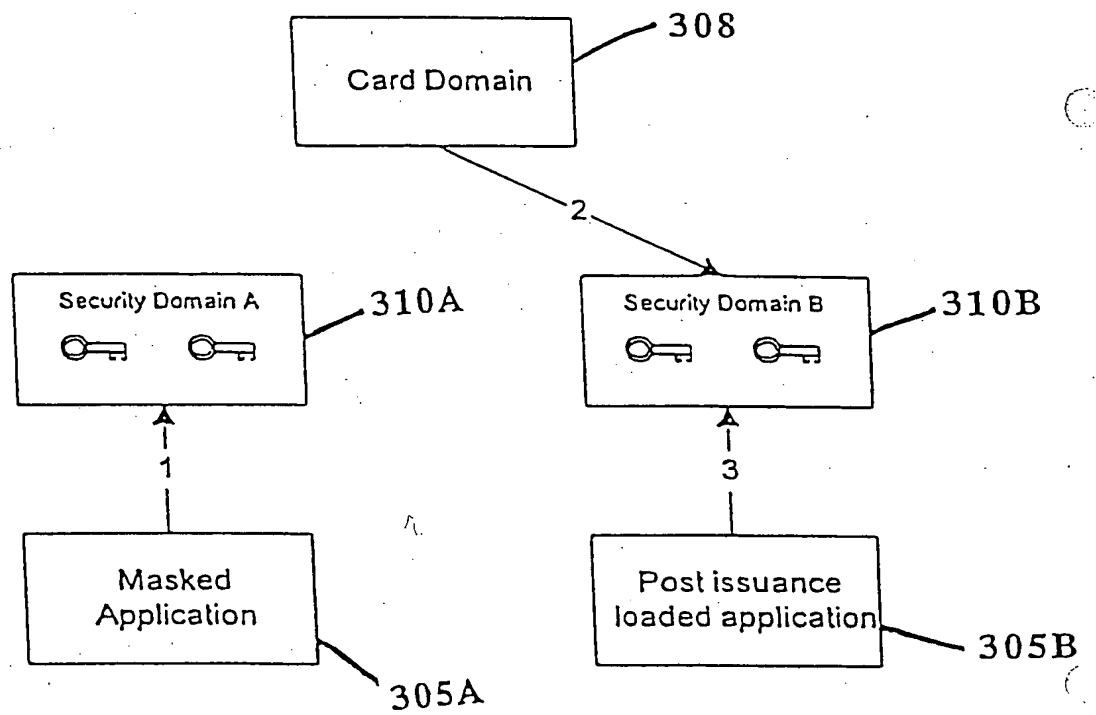 308
Card Domain
2
Security Domain A
310A
Security Domain B
310B
1
3
Masked
Application
Post issuance
loaded application
305A
305B